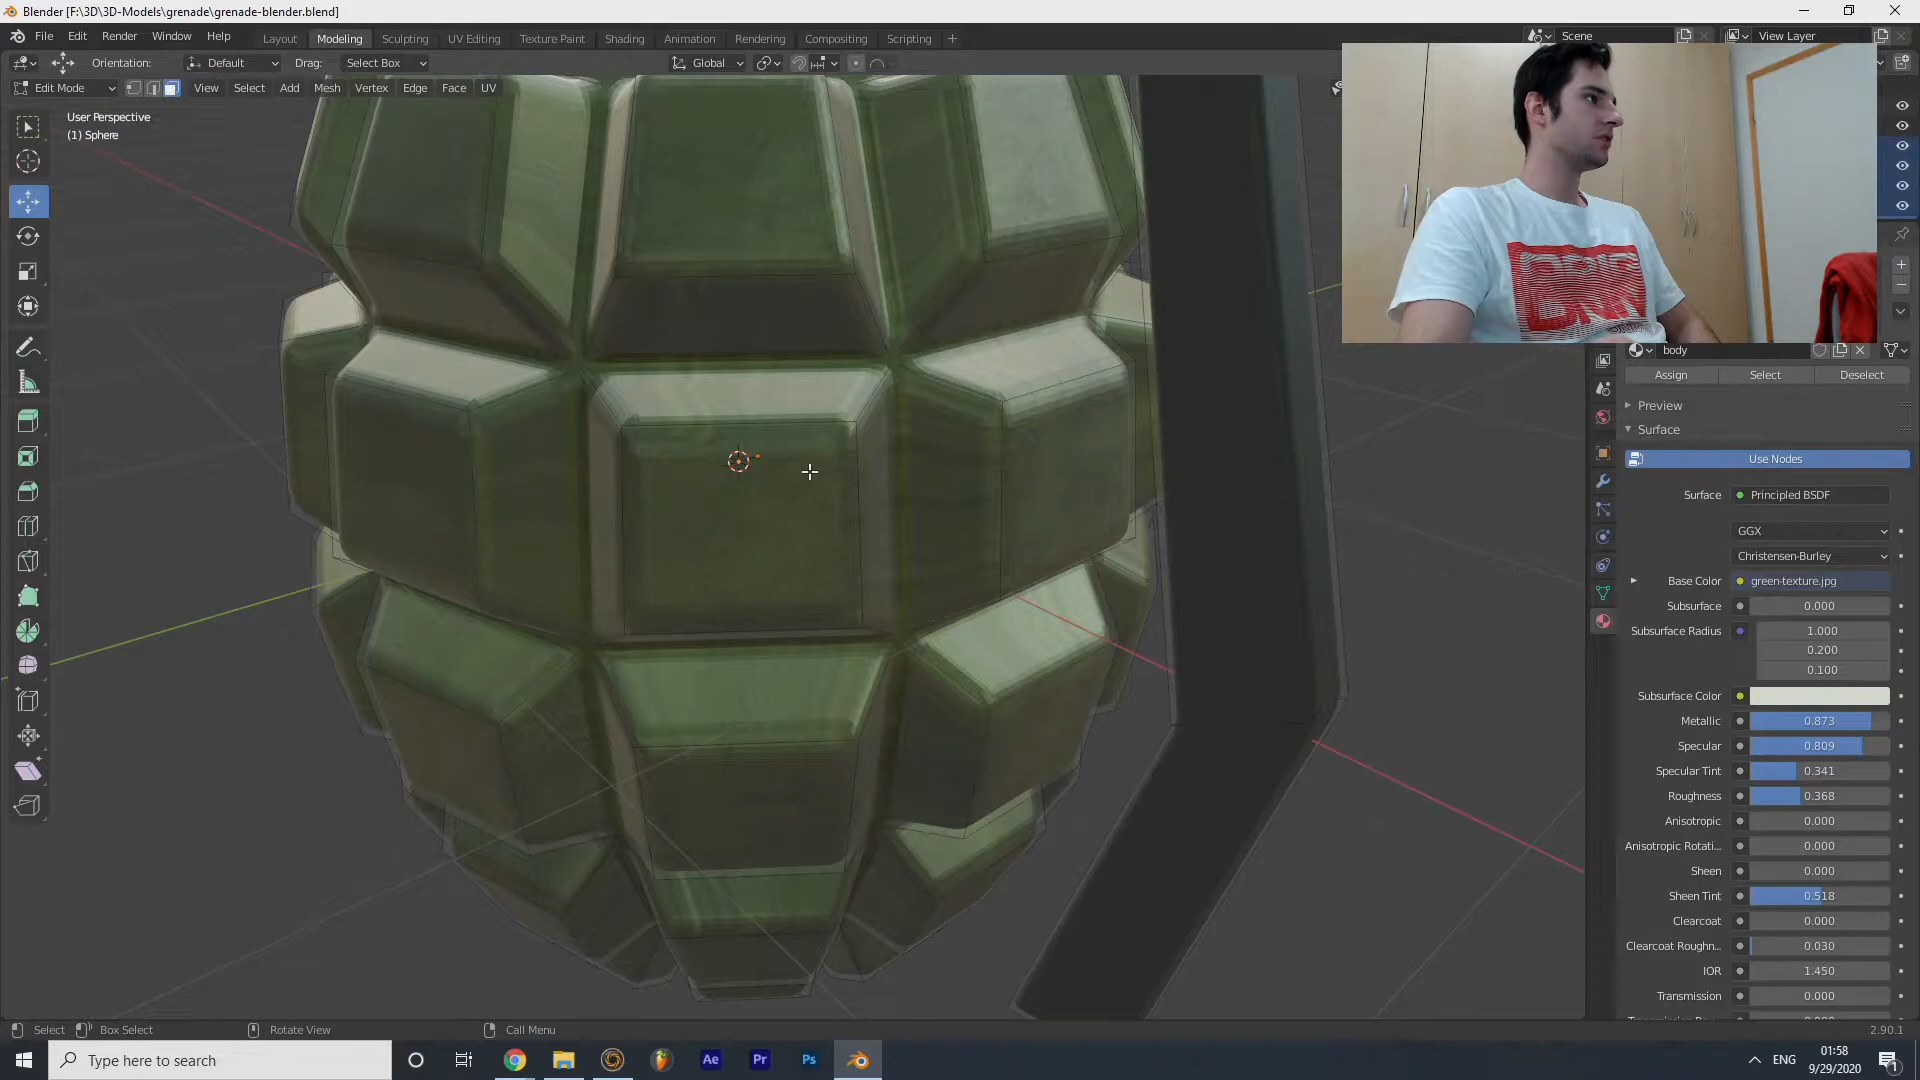 Blender [F:\3D\3D-Models\grenade\grenade-blender.blend]
File Edit Render Window Help Layout Modeling Sculpting UV Editing Texture Paint Shading Animation Rendering Compositing Scripting + Scene View Layer
Orientation: Default Drag: Select Box Global
Edit Mode View Select Add Mesh Vertex Edge Face UV
User Perspective
(1) Sphere
body
Assign Select Deselect
Preview
Surface
Use Nodes
Surface Principled BSDF
GGX
Christensen-Burley
Base Color green-texture.jpg
Subsurface 0.000
Subsurface Radius 1.000
0.200
0.100
Subsurface Color
Metallic 0.873
Specular 0.809
Specular Tint 0.341
Roughness 0.368
Anisotropic 0.000
Anisotropic Rotati... 0.000
Sheen 0.000
Sheen Tint 0.518
Clearcoat 0.000
Clearcoat Roughn... 0.030
IOR 1.450
Transmission 0.000
Select Box Select Rotate View Call Menu 2.90.1
Type here to search Ae Pr Ps ENG 01:58
9/29/2020 1